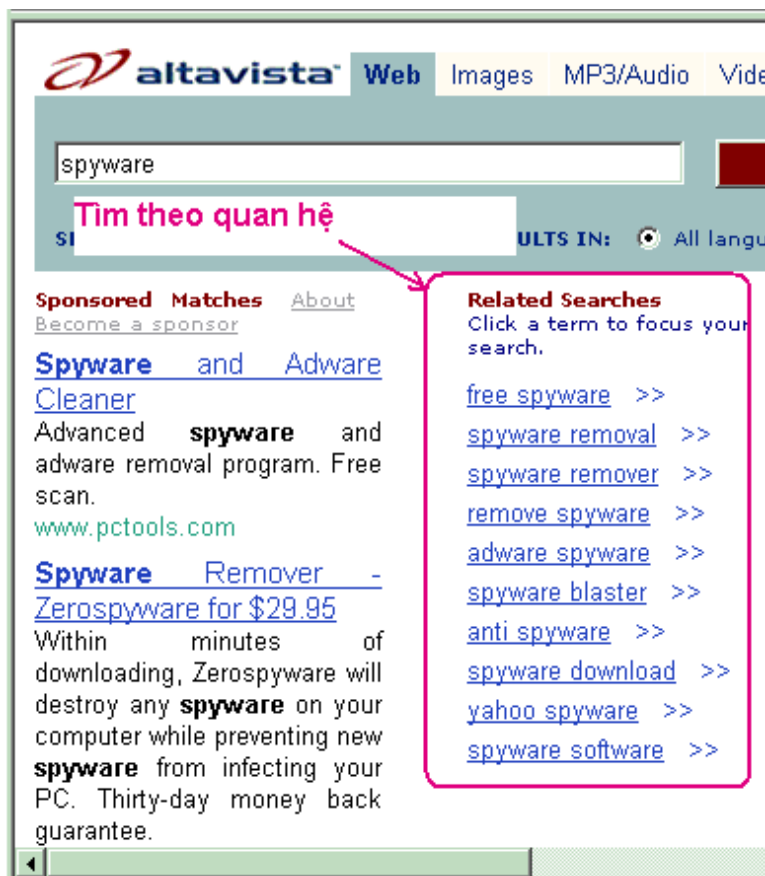 altavista Web Images MP3/Audio
spyware
Tìm theo quan hệ
ULTS IN: All
Sponsored Matches About
Become a sponsor
Spyware and Adware
Cleaner
Advanced spyware and
adware removal program. Free
scan.
www.pctools.com
Spyware Remover -
Zerospyware for $29.95
Within minutes of
downloading, Zerospyware will
destroy any spyware on your
computer while preventing new
spyware from infecting your
PC. Thirty-day money back
guarantee.
Related Searches
Click a term to focus your
search.
free spyware >>
spyware removal >>
spyware remover >>
remove spyware >>
adware spyware >>
spyware blaster >>
anti spyware >>
spyware download >>
yahoo spyware >>
spyware software >>